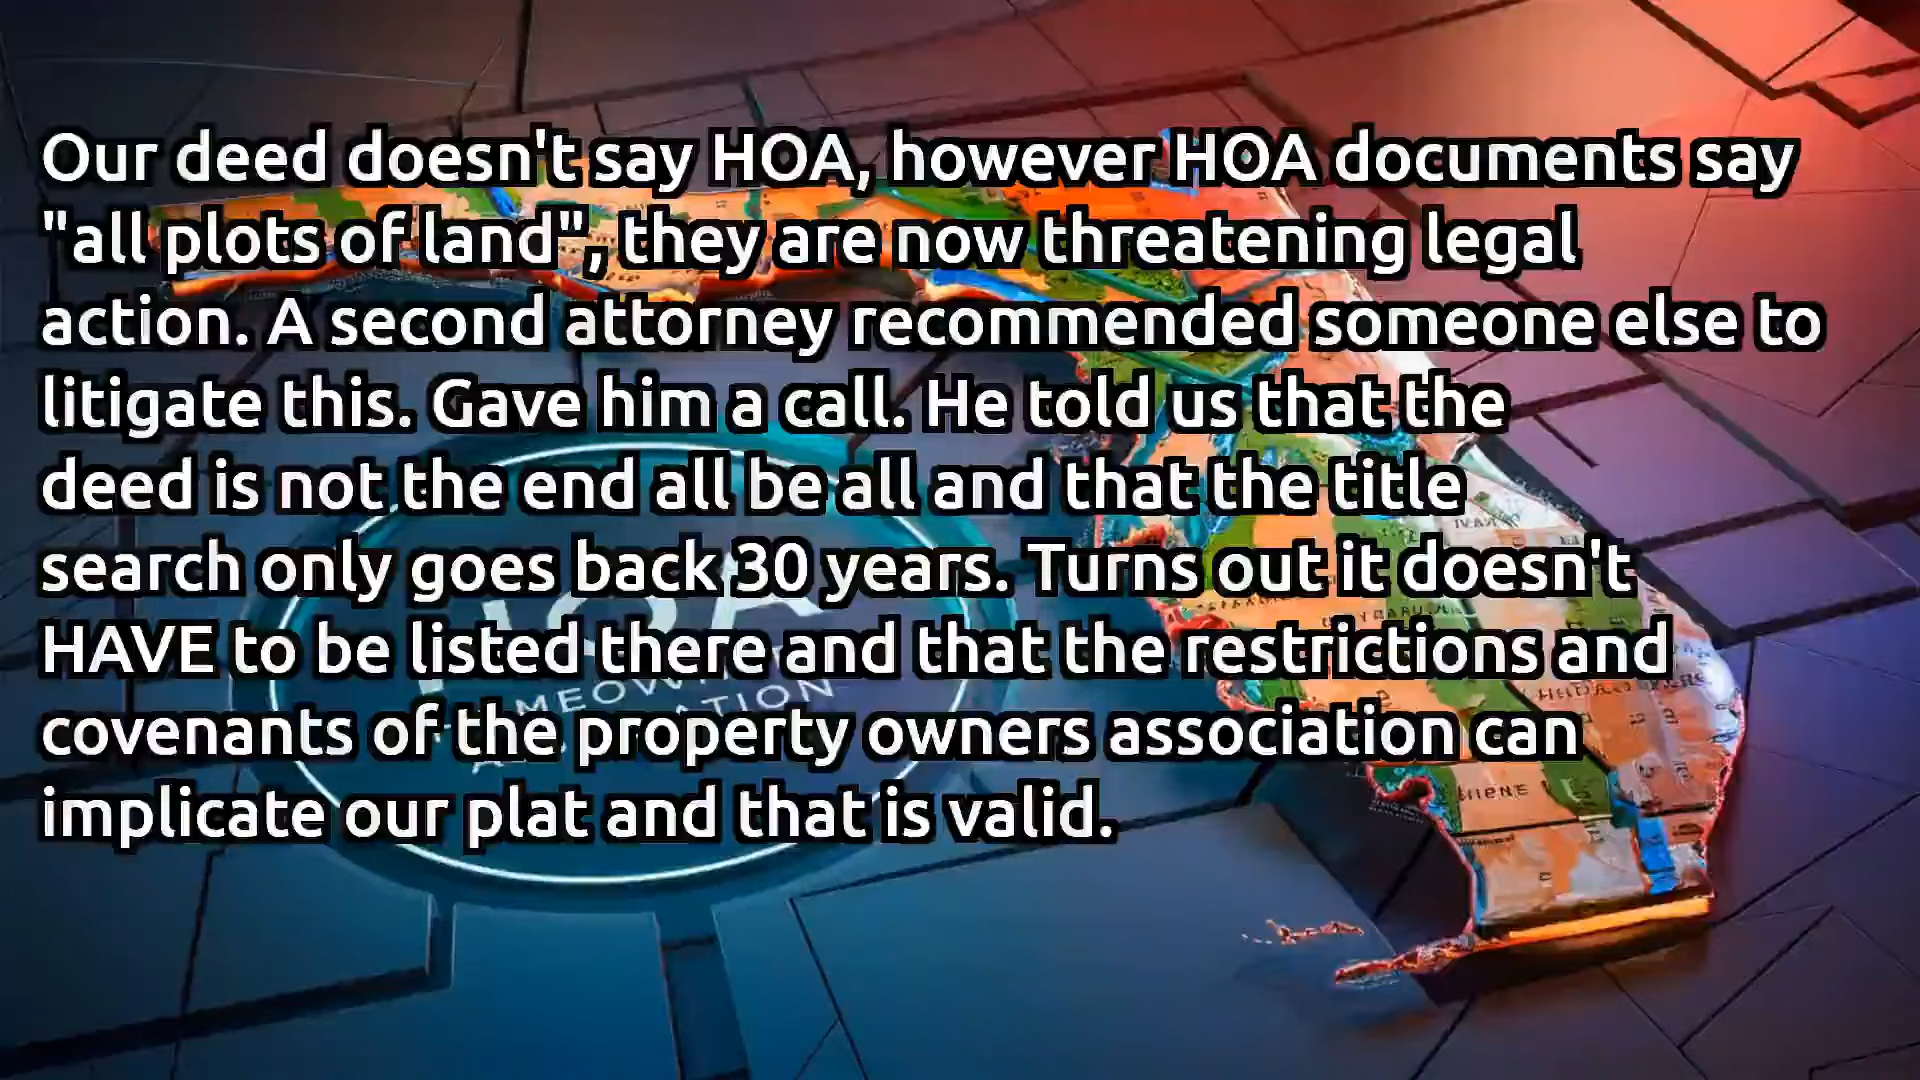 Our deed doesn't say HOA, however HOA documents say
"all plots of land", they are now threatening legal
action. A second attorney recommended someone else to
litigate this. Gave him a call. He told us that the
deed is not the end all be all and that the title
search only goes back 30 years. Turns out it doesn't
HAVE to be listed there and that the restrictions and
covenants of the property owners association can
implicate our plat and that is valid.